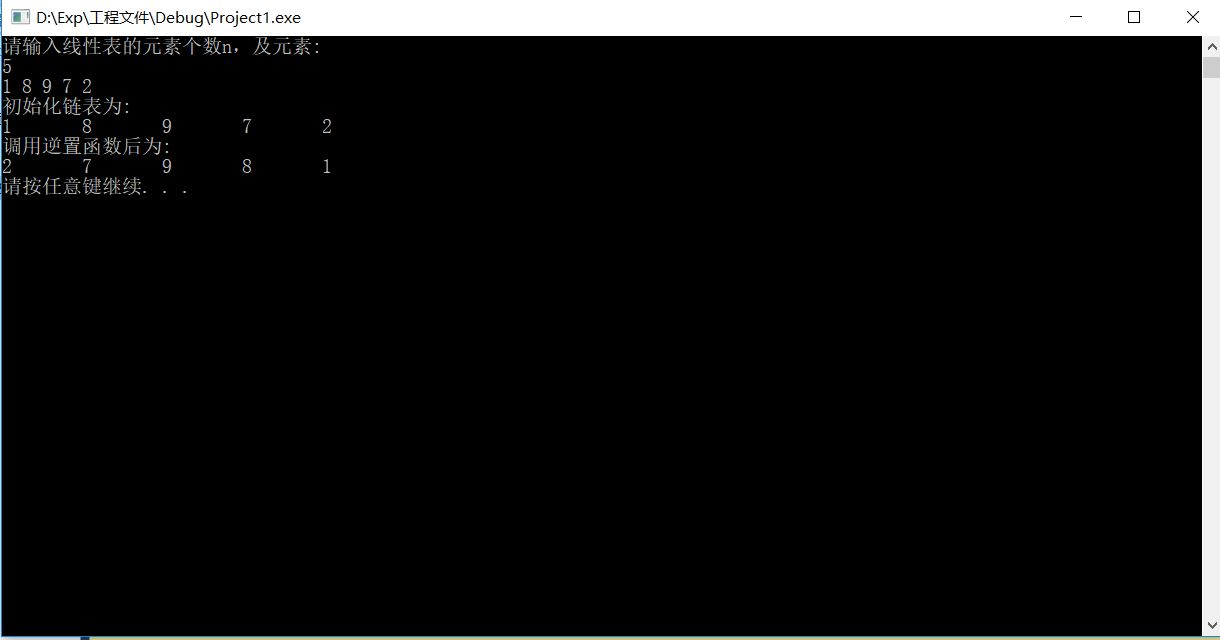 D:\Exp\工程文件\Debug\Project1.exe
请输入线性表的元素个数n，及元素:
5
1 8 9 7 2
初始化链表为:
1 8 9 7 2
调用逆置函数后为:
2 7 9 8 1
请按任意键继续. . .